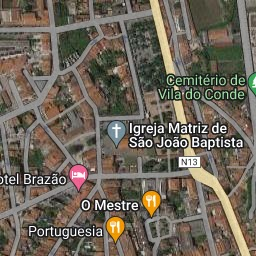 Cemitério de
Vila do Conde
Igreja Matriz de
São João Baptista
N13
otel Brazão
O Mestre
Portuguesia